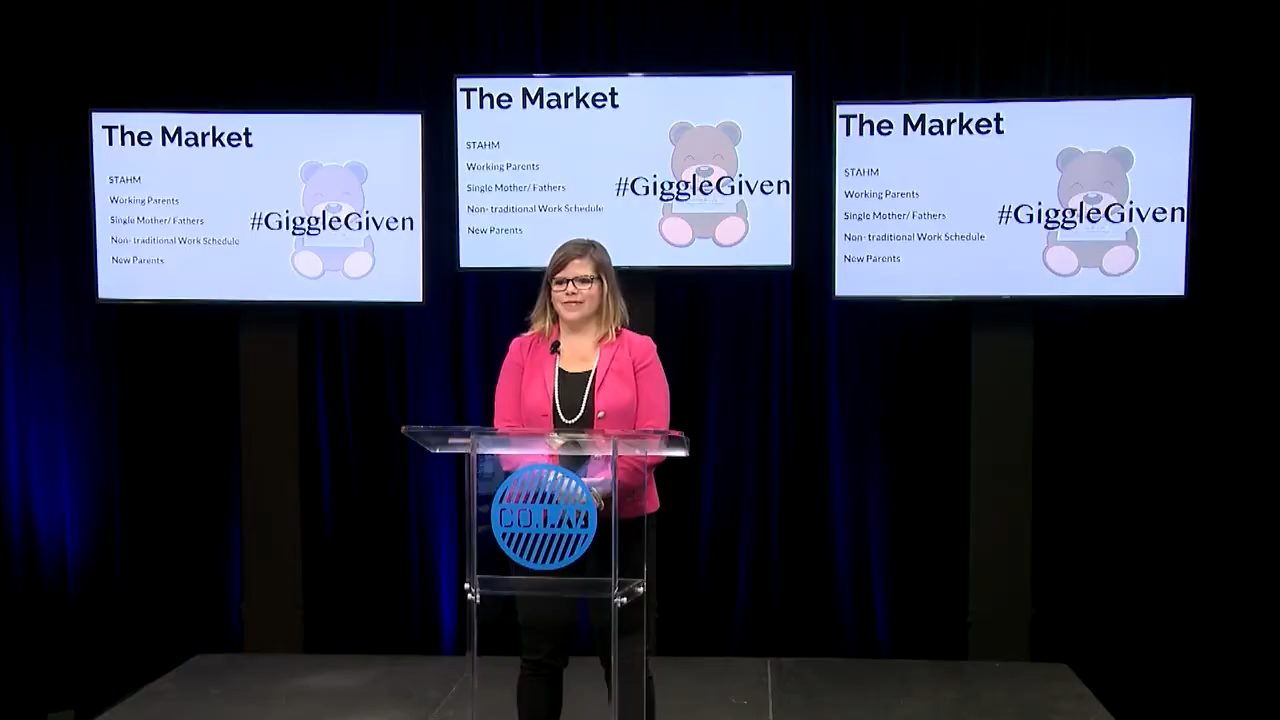 The Market
STAHM
Working Parents
Single Mother/ Fathers
Non- traditional Work Schedule
New Parents
#GiggleGiven
The Market
STAHM
Working Parents
Single Mother/ Fathers
Non- traditional Work Schedule
New Parents
#GiggleGiven
The Market
STAHM
Working Parents
Single Mother/ Fathers
Non- traditional Work Schedule
New Parents
#GiggleGiven
CO.LAB